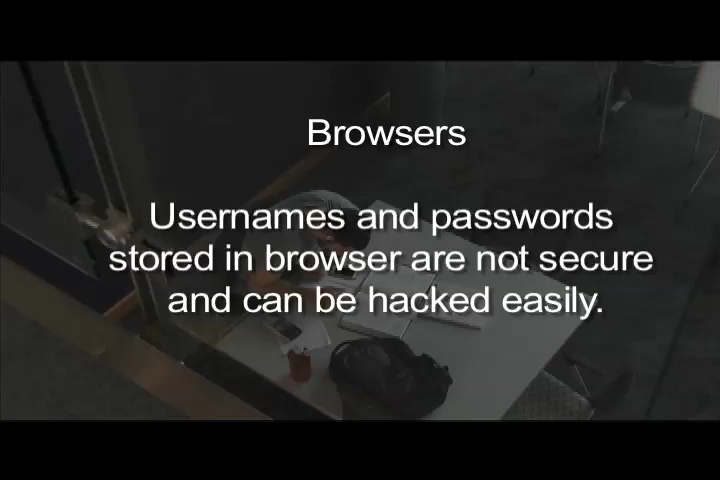 Browsers
Usernames and passwords
stored in browser are not secure
and can be hacked easily.